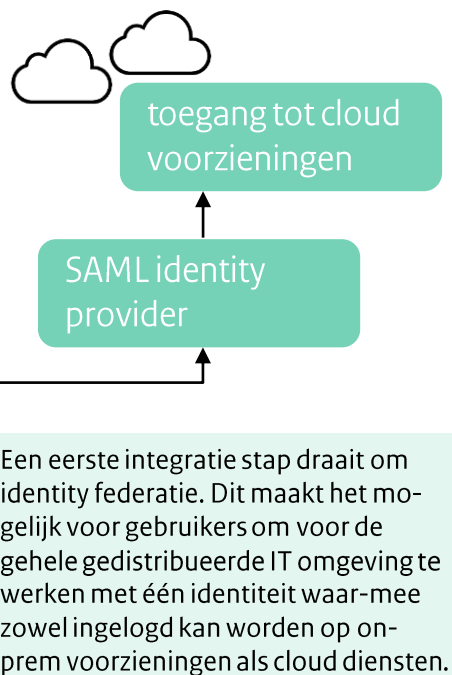 toegang tot cloud
voorzieningen
SAML identity
provider
Een eerste integratie stap draait om
identity federatie. Dit maakt het mo-
gelijk voor gebruikers om voor de
gehele gedistribueerde IT omgeving te
werken met één identiteit waar-mee
zowel ingelogd kan worden op on-
prem voorzieningen als cloud diensten.